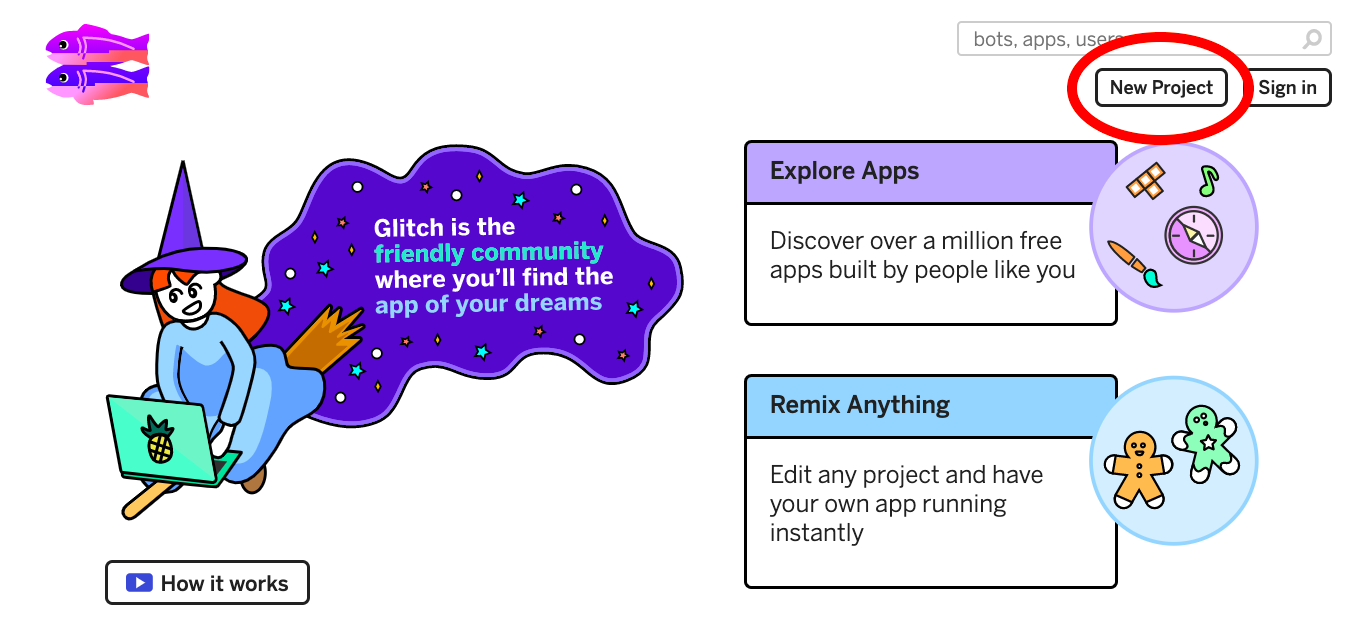 bots, apps, users
New Project
Sign in
Glitch is the
friendly community
where you’ll find the
app of your dreams
Explore Apps
Discover over a million free
apps built by people like you
Remix Anything
Edit any project and have
your own app running
instantly
How it works